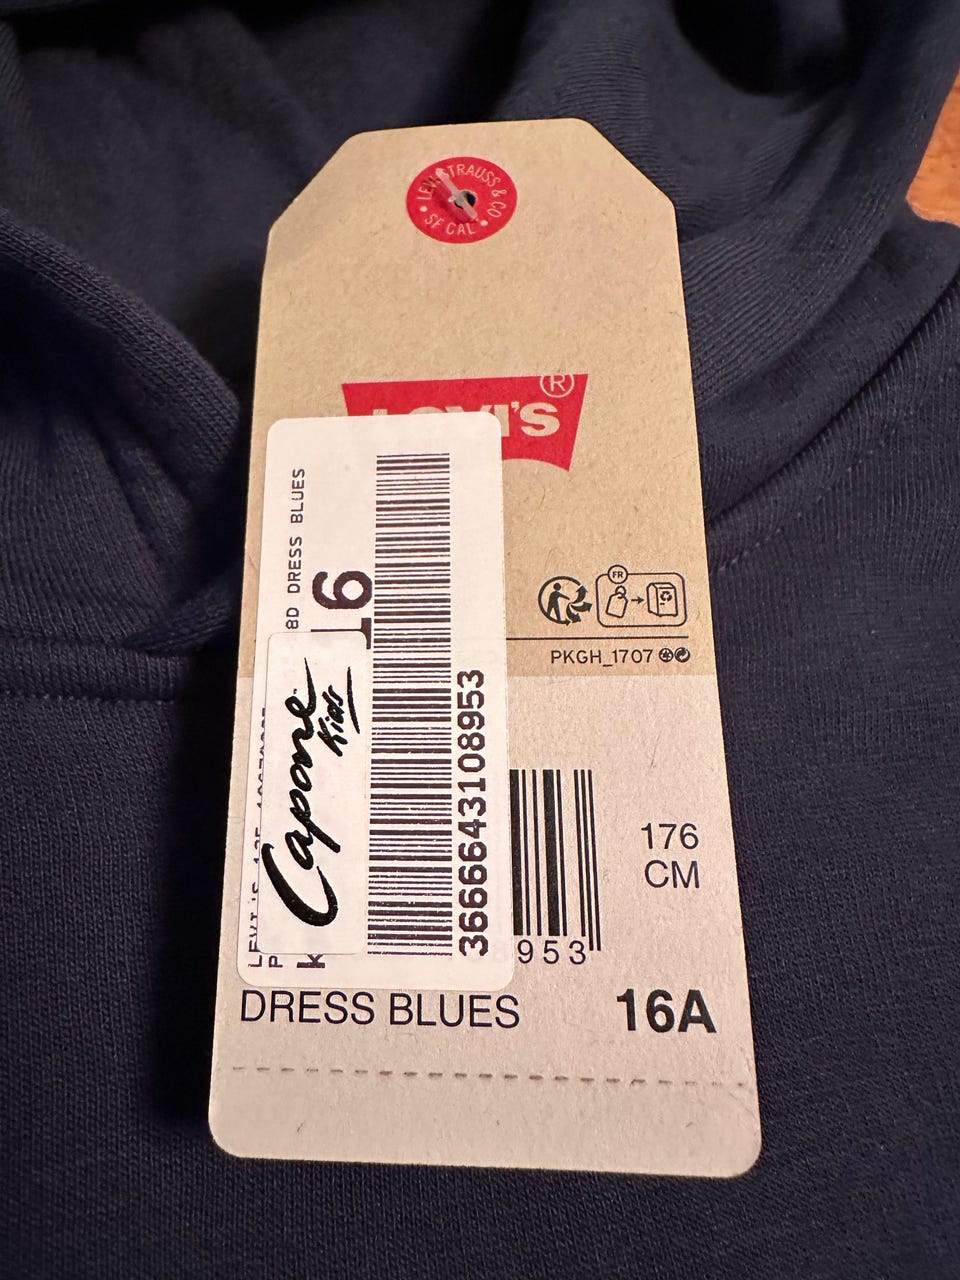 LEVI STRAUSS & CO
• SF CAL •
LEVI'S
®
8D DRESS BLUES
16
Capone
Kids
3666643108953
FR
PKGH_1707
953
176
CM
DRESS BLUES
16A